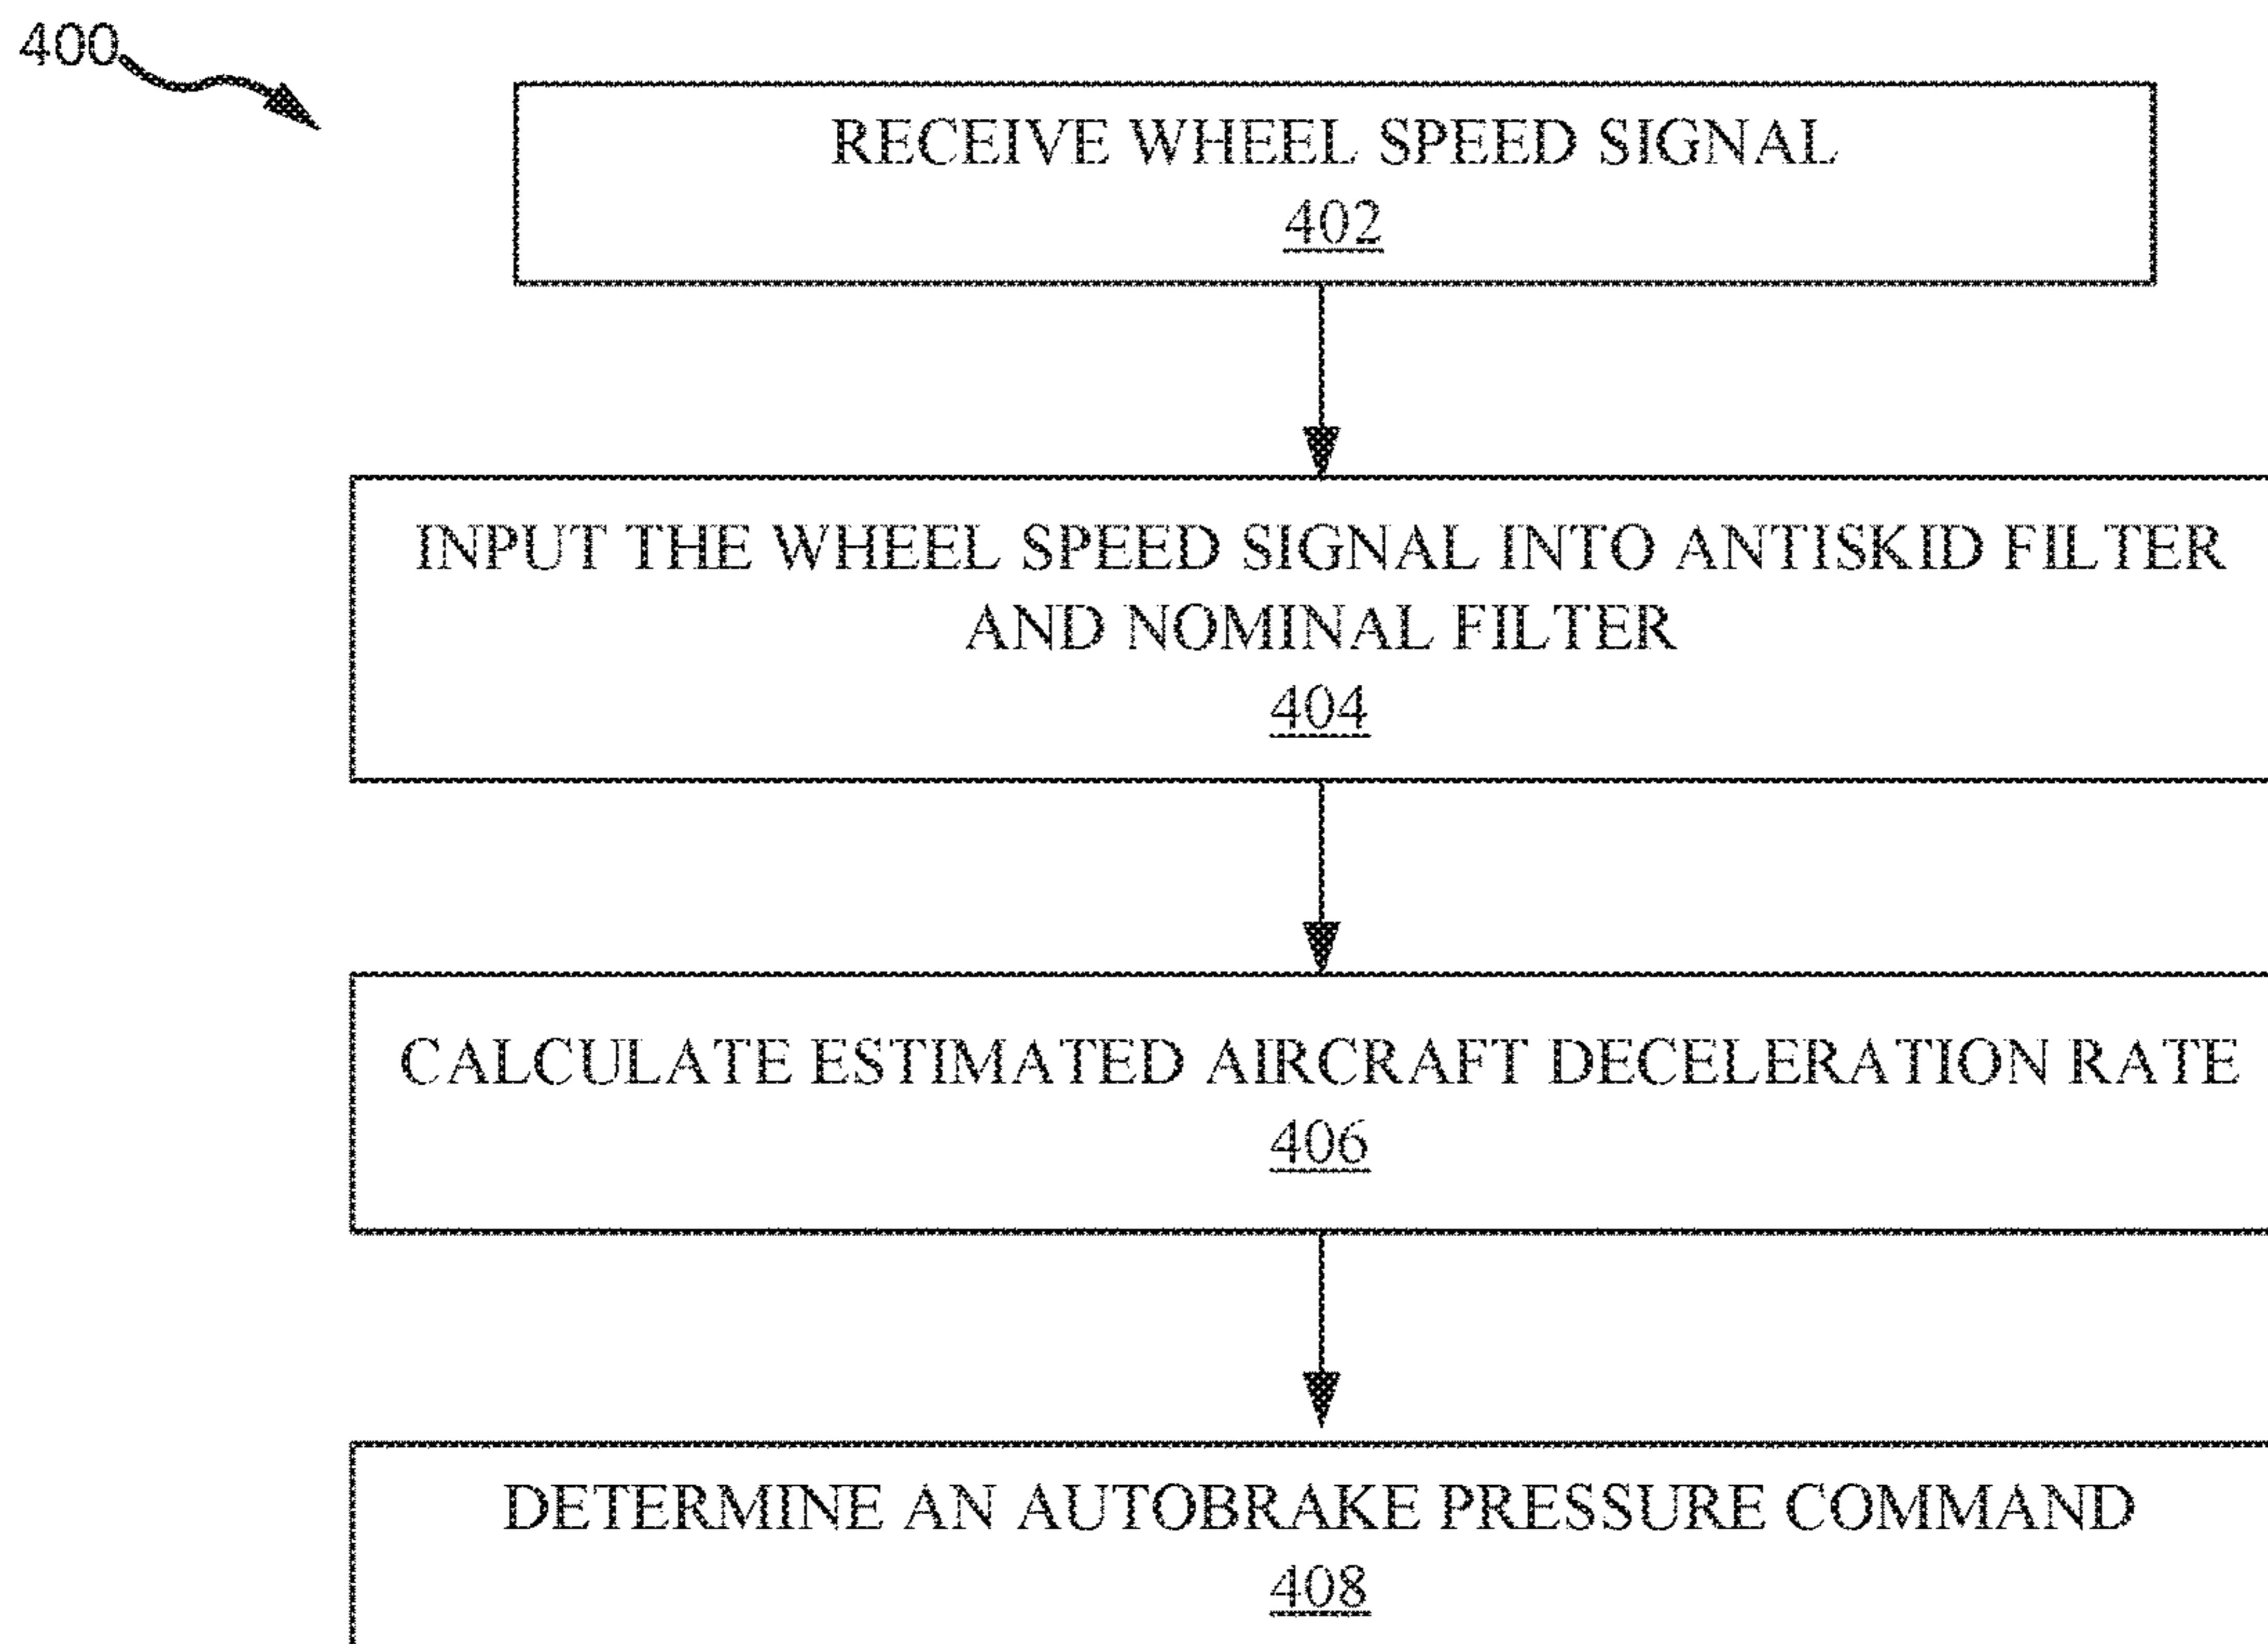 400
RECEIVE WHEEL SPEED SIGNAL
402
INPUT THE WHEEL SPEED SIGNAL INTO ANTISKID FILTER
AND NOMINAL FILTER
404
CALCULATE ESTIMATED AIRCRAFT DECELERATION RATE
406
DETERMINE AN AUTOBRAKE PRESSURE COMMAND
408